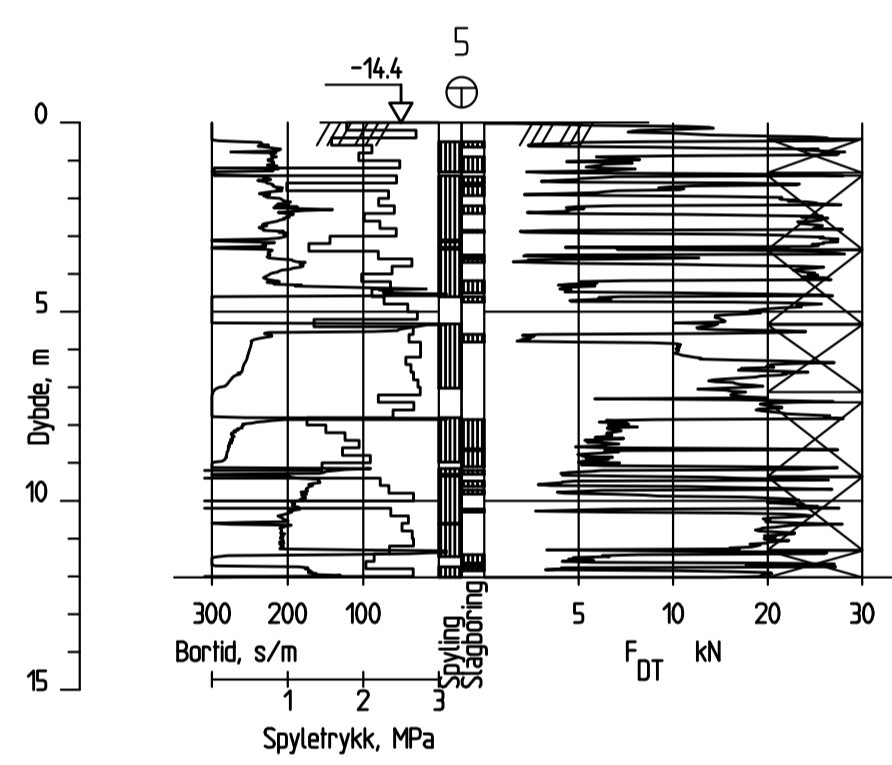 5
-14.4
0
5
10
15
Dybde, m
300 200 100
Bortid, s/m
1 2 3
Spyletrykk, MPa
Spyling
Slagboring
5 10 20 30
F DT kN